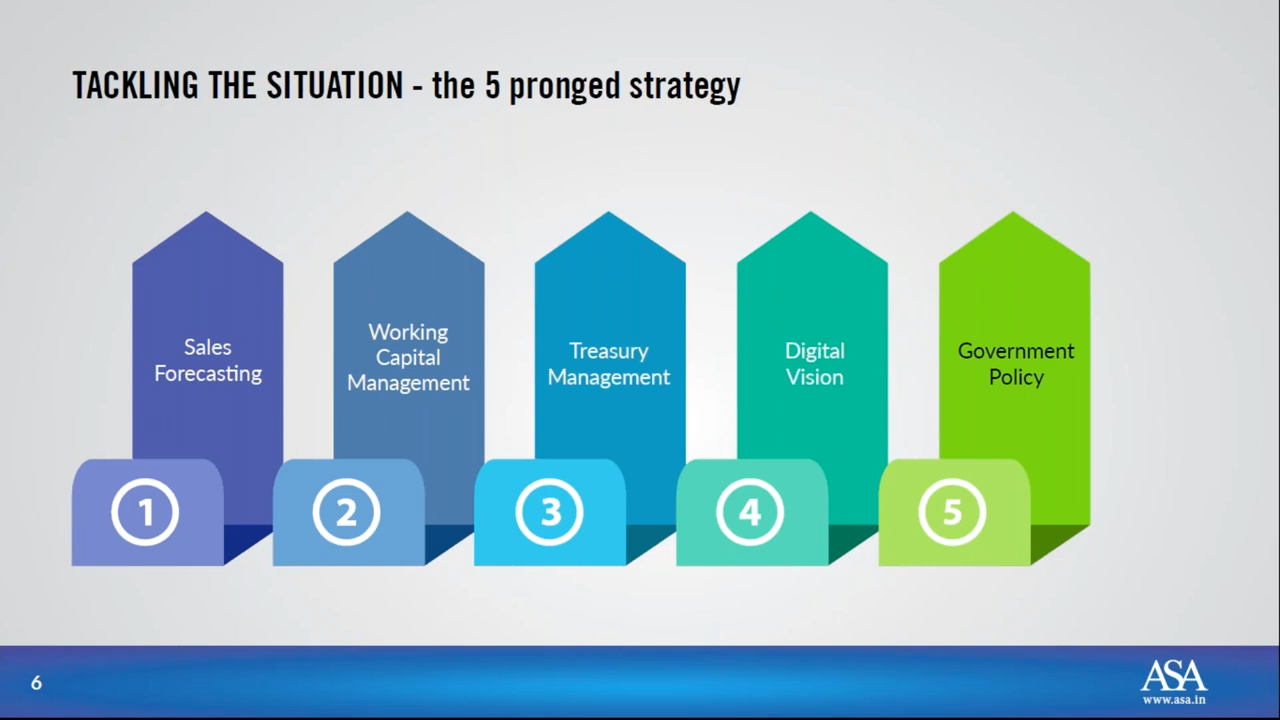 TACKLING THE SITUATION - the 5 pronged strategy
Sales
Forecasting
Working
Capital
Management
Treasury
Management
Digital
Vision
Government
Policy
1
2
3
4
5
6
ASA
www.asa.in